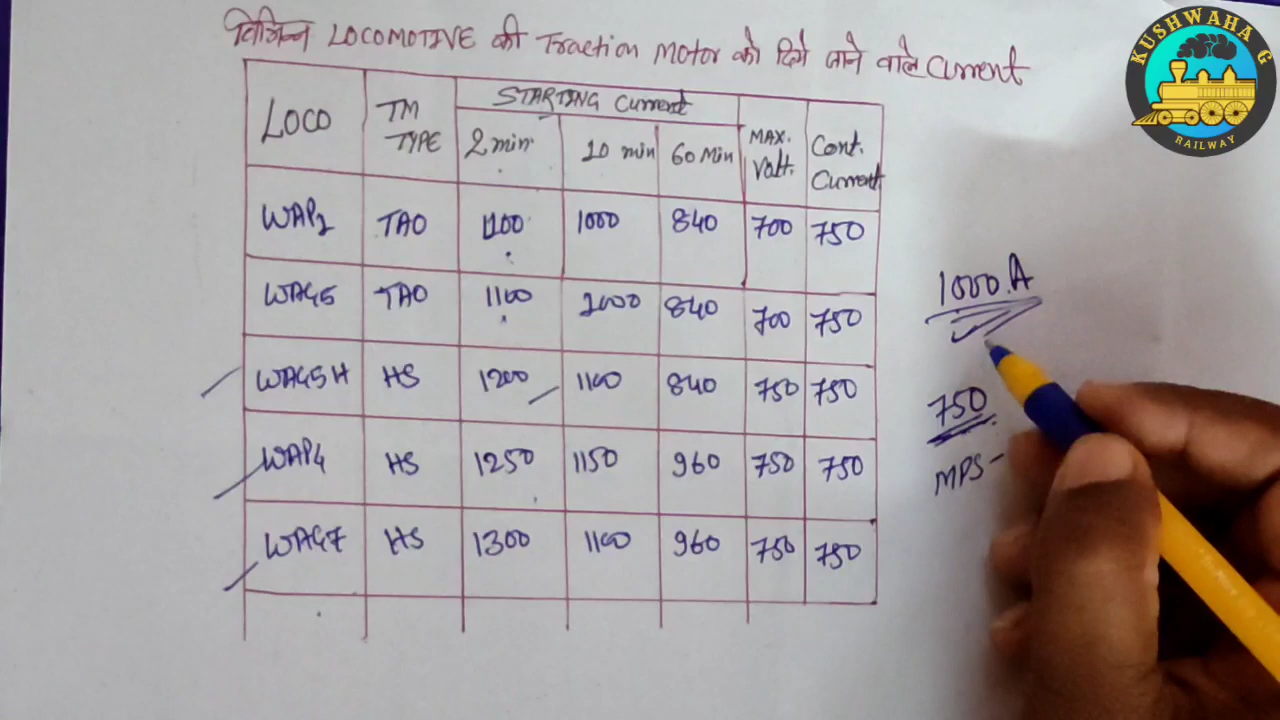 विभिन्न LOCOMOTIVE की Traction Motor को दिये जाने वाले Current
LOCO TM TYPE STARTING Current MAX. Volt. Cont. Current
2 min. 10 min 60 Min
WAP1 TAO 1100 1000 840 700 750
WAG5 TAO 1100 1000 840 700 750
WAG5H HS 1200 1100 840 750 750
WAP4 HS 1250 1150 960 750 750
WAG7 HS 1300 1100 960 750 750
1000.A
750
MPS-
KUSHWAHA G
RAILWAY